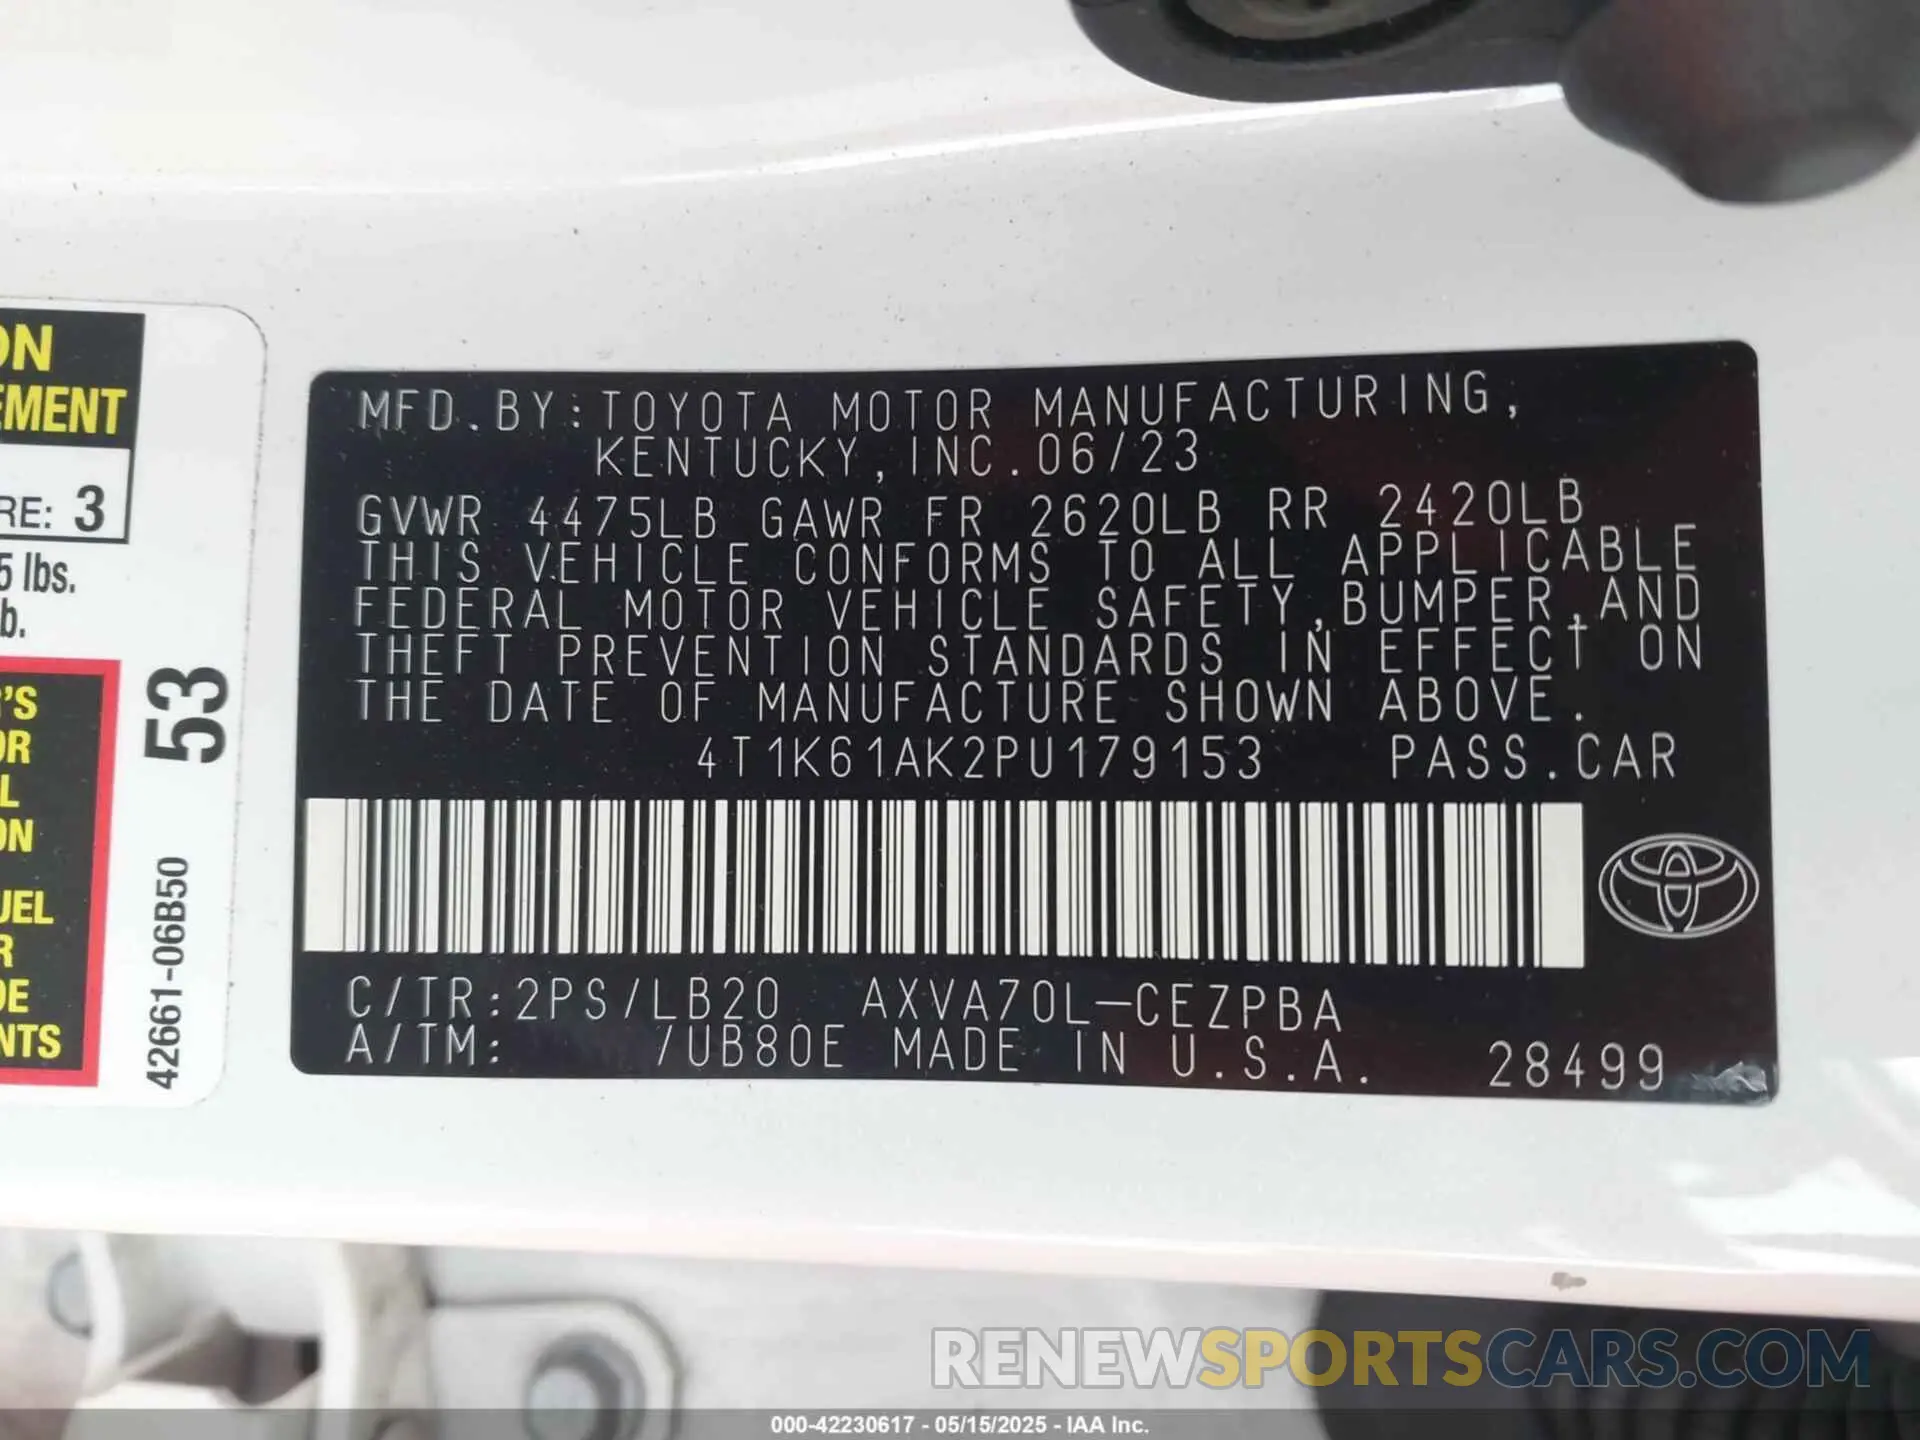 ON
EMENT
RE: 3
5 lbs.
b.
'S
OR
L
ON
UEL
R
DE
NTS
53
42661-06B50
MFD.BY:TOYOTA MOTOR MANUFACTURING,
KENTUCKY,INC.06/23
GVWR 4475LB GAWR FR 2620LB RR 2420LB
THIS VEHICLE CONFORMS TO ALL APPLICABLE
FEDERAL MOTOR VEHICLE SAFETY,BUMPER,AND
THEFT PREVENTION STANDARDS IN EFFECT ON
THE DATE OF MANUFACTURE SHOWN ABOVE.
4T1K61AK2PU179153 PASS.CAR
C/TR:2PS/LB20 AXVA70L-CEZPBA
A/TM: /UB80E MADE IN U.S.A. 28499
RENEWSPORTSCARS.COM
000-42230617 - 05/15/2025 - IAA Inc.